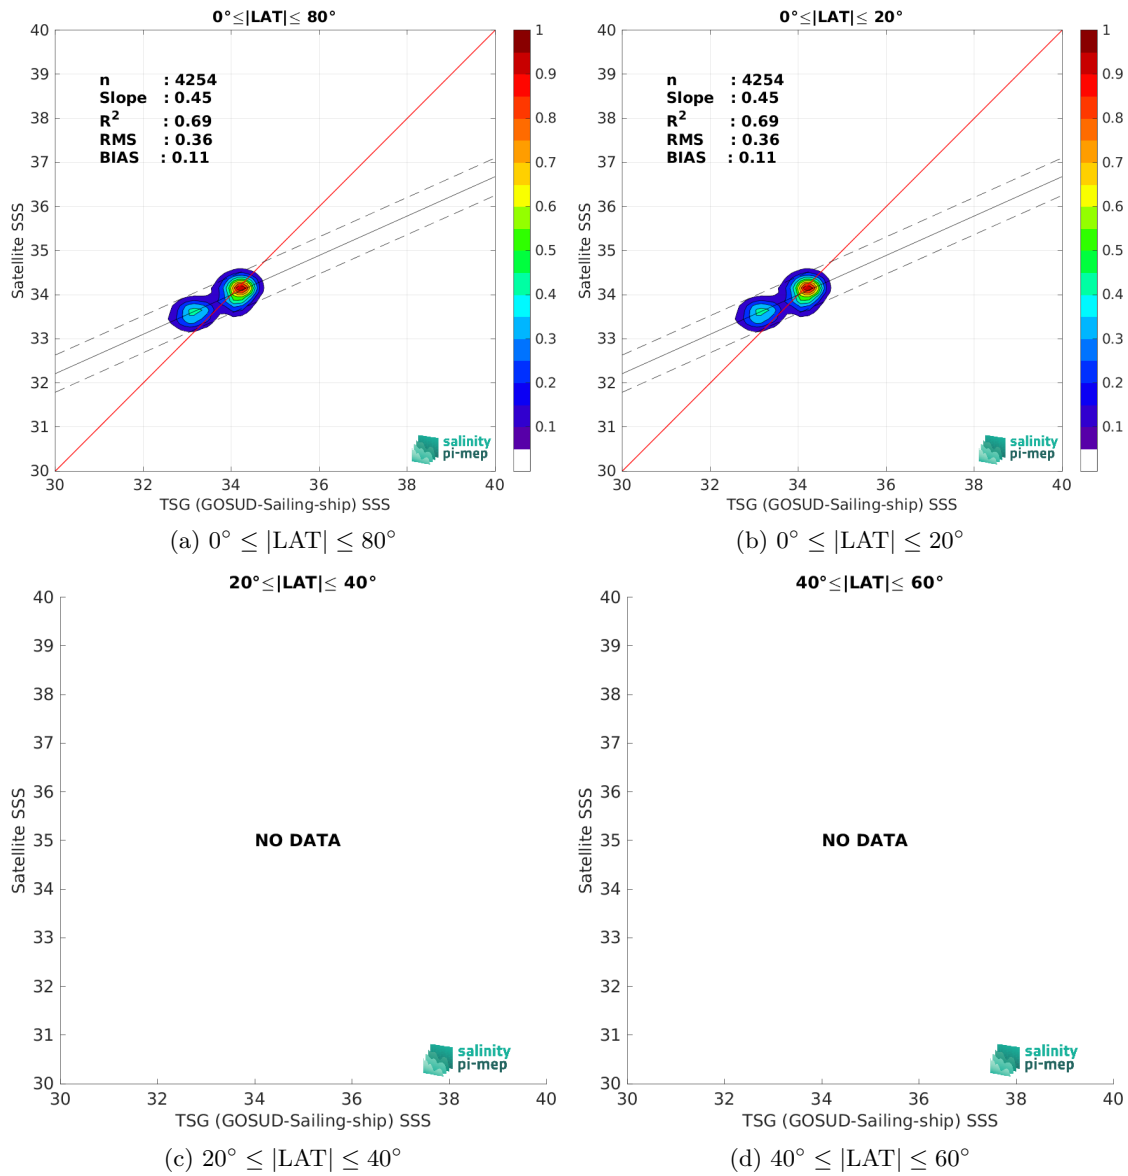 0°≤|LAT|≤ 80°
40
39
38
37
36
35
34
33
32
31
30
Satellite SSS
n : 4254
Slope : 0.45
R² : 0.69
RMS : 0.36
BIAS : 0.11
1
0.9
0.8
0.7
0.6
0.5
0.4
0.3
0.2
0.1
salinity
pi-mep
30 32 34 36 38 40
TSG (GOSUD-Sailing-ship) SSS
(a) 0° ≤ |LAT| ≤ 80°
0°≤|LAT|≤ 20°
40
39
38
37
36
35
34
33
32
31
30
Satellite SSS
n : 4254
Slope : 0.45
R² : 0.69
RMS : 0.36
BIAS : 0.11
1
0.9
0.8
0.7
0.6
0.5
0.4
0.3
0.2
0.1
salinity
pi-mep
30 32 34 36 38 40
TSG (GOSUD-Sailing-ship) SSS
(b) 0° ≤ |LAT| ≤ 20°
20°≤|LAT|≤ 40°
40
39
38
37
36
35
34
33
32
31
30
Satellite SSS
NO DATA
salinity
pi-mep
30 32 34 36 38 40
TSG (GOSUD-Sailing-ship) SSS
(c) 20° ≤ |LAT| ≤ 40°
40°≤|LAT|≤ 60°
40
39
38
37
36
35
34
33
32
31
30
Satellite SSS
NO DATA
salinity
pi-mep
30 32 34 36 38 40
TSG (GOSUD-Sailing-ship) SSS
(d) 40° ≤ |LAT| ≤ 60°